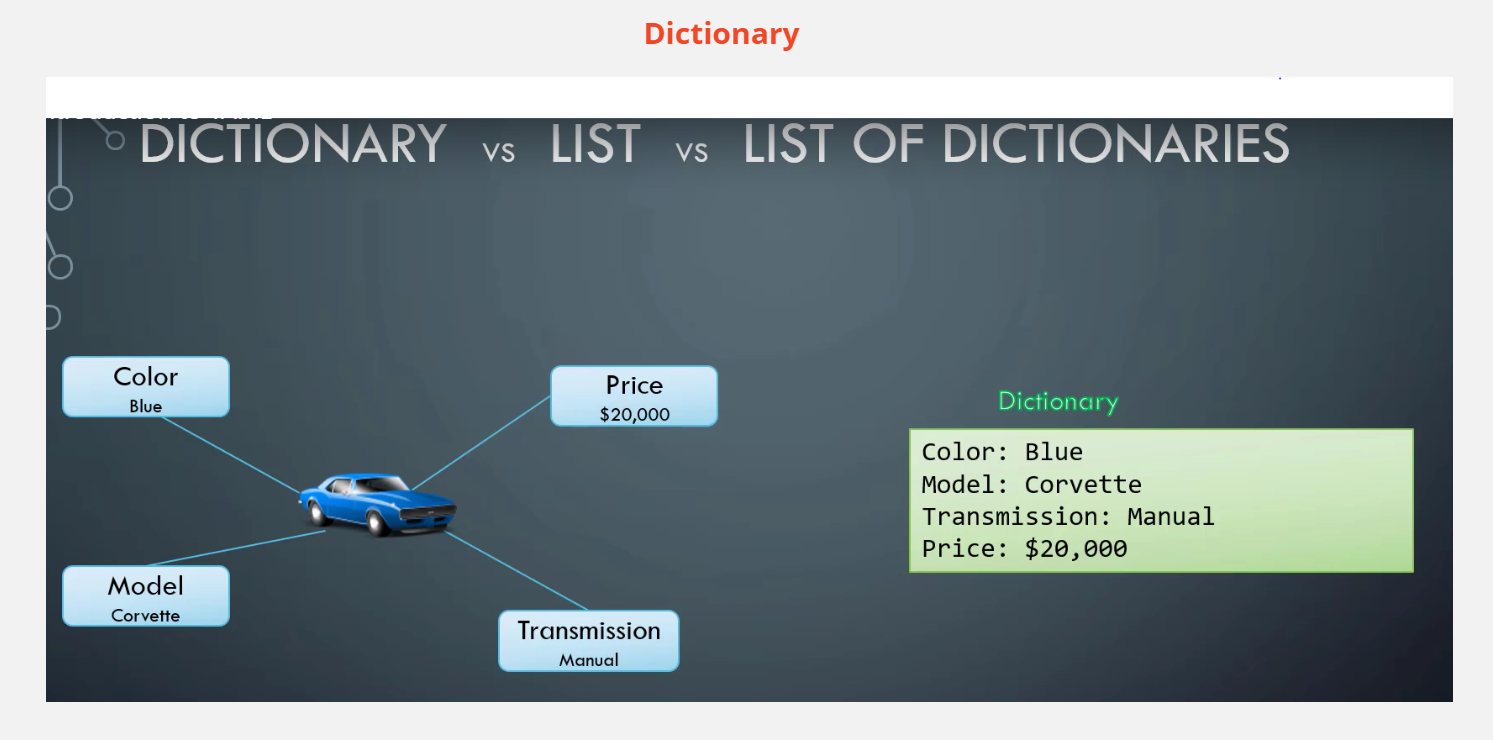 Dictionary
DICTIONARY vs LIST vs LIST OF DICTIONARIES
Color
Blue
Price
$20,000
Model
Corvette
Transmission
Manual
Dictionary
Color: Blue
Model: Corvette
Transmission: Manual
Price: $20,000